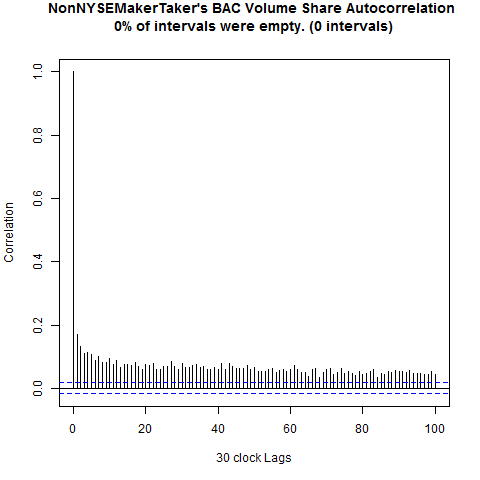 NonNYSEMakerTaker's BAC Volume Share Autocorrelation
0% of intervals were empty. (0 intervals)
1.0
0.8
0.6
0.4
0.2
0.0
Correlation
0 20 40 60 80 100
30 clock Lags